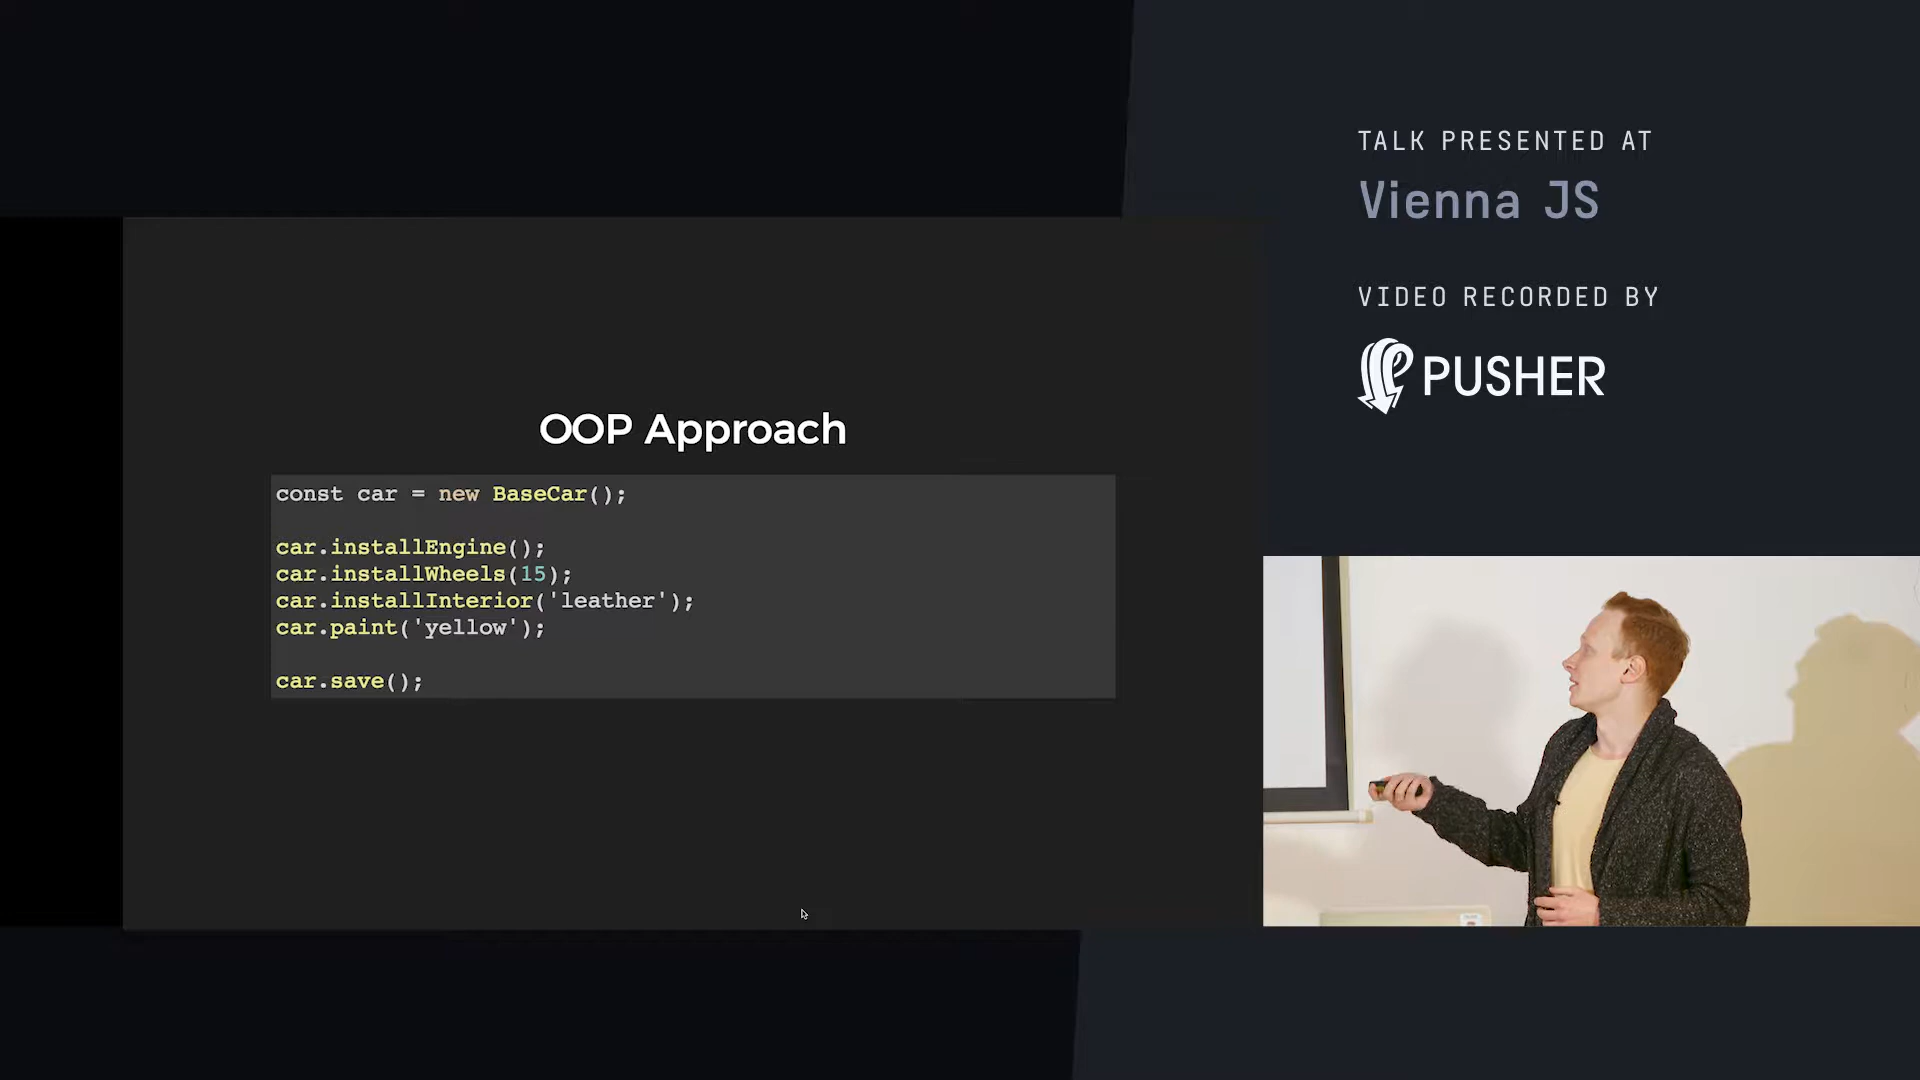 TALK PRESENTED AT
Vienna JS
VIDEO RECORDED BY
PUSHER
OOP Approach
const car = new BaseCar();
car.installEngine();
car.installWheels(15);
car.installInterior('leather');
car.paint('yellow');
car.save();